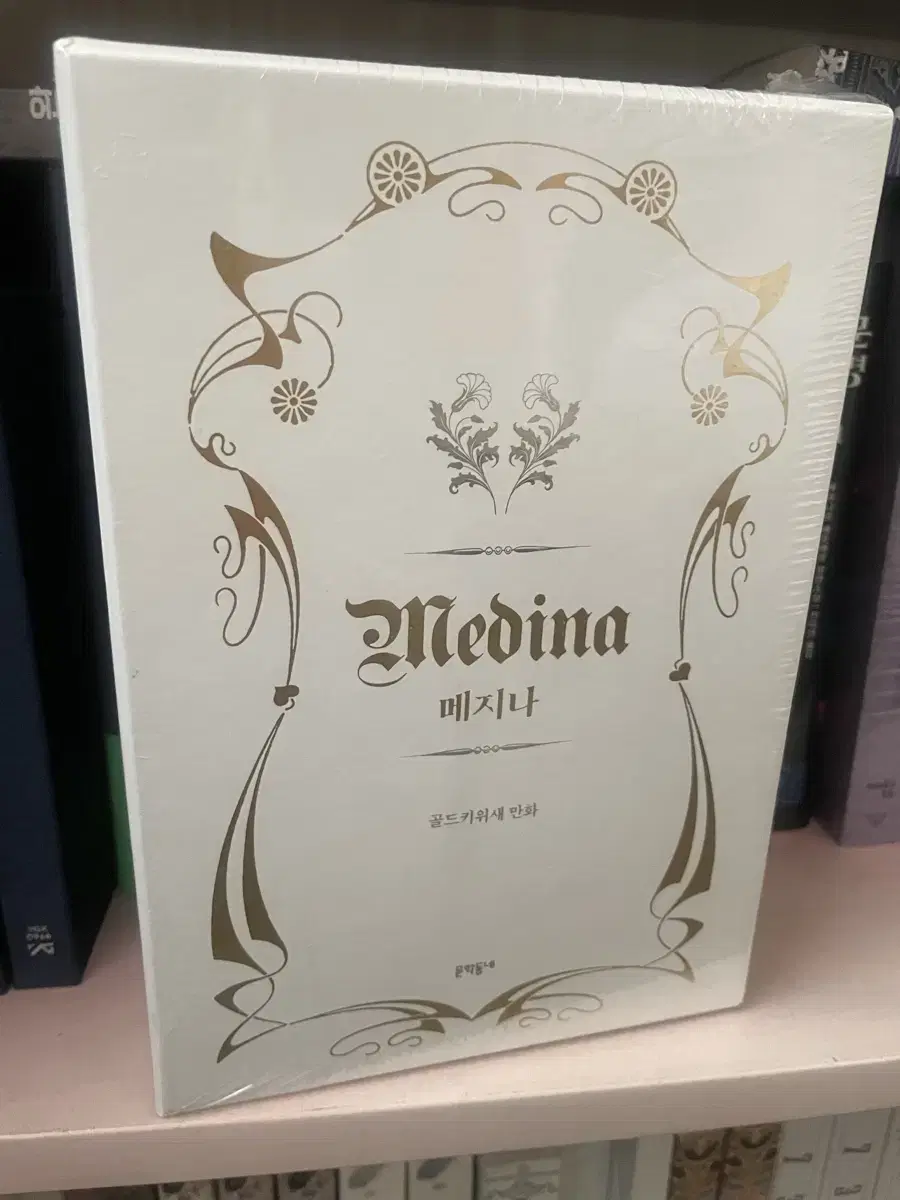 Medina
메지나
골드키위새 만화
문학동네